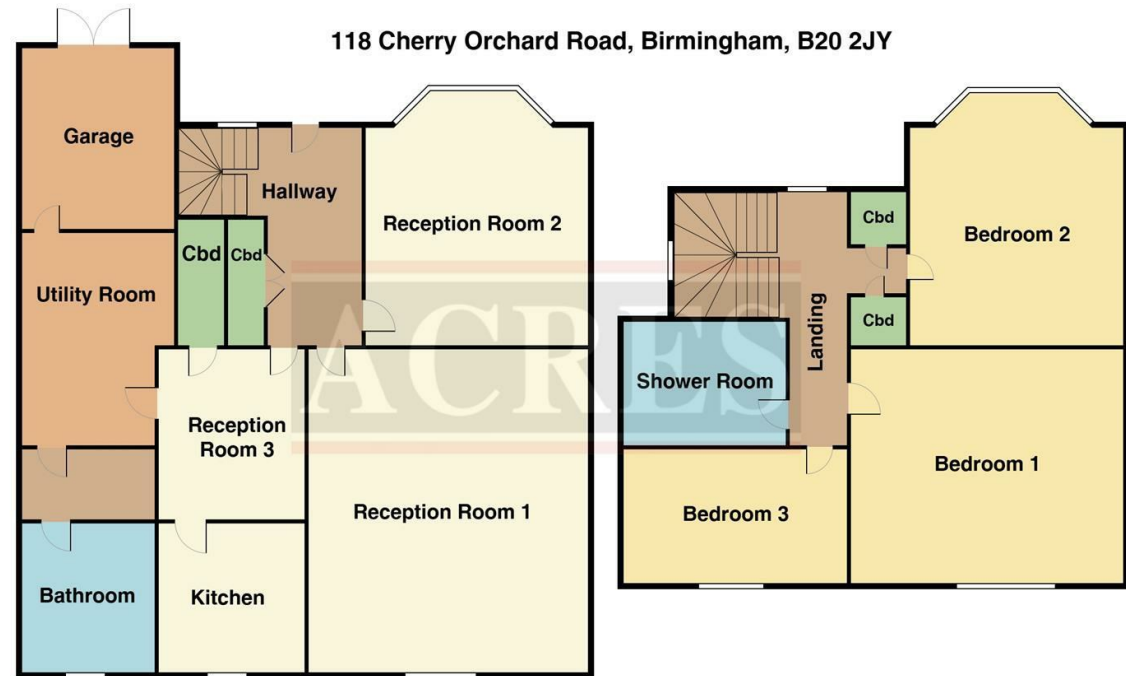 118 Cherry Orchard Road, Birmingham, B20 2JY
Garage
Hallway
Reception Room 2
Cbd
Cbd
Utility Room
Reception
Room 3
Reception Room 1
Bathroom
Kitchen
Cbd
Bedroom 2
Cbd
Landing
Shower Room
Bedroom 1
Bedroom 3
ACRES